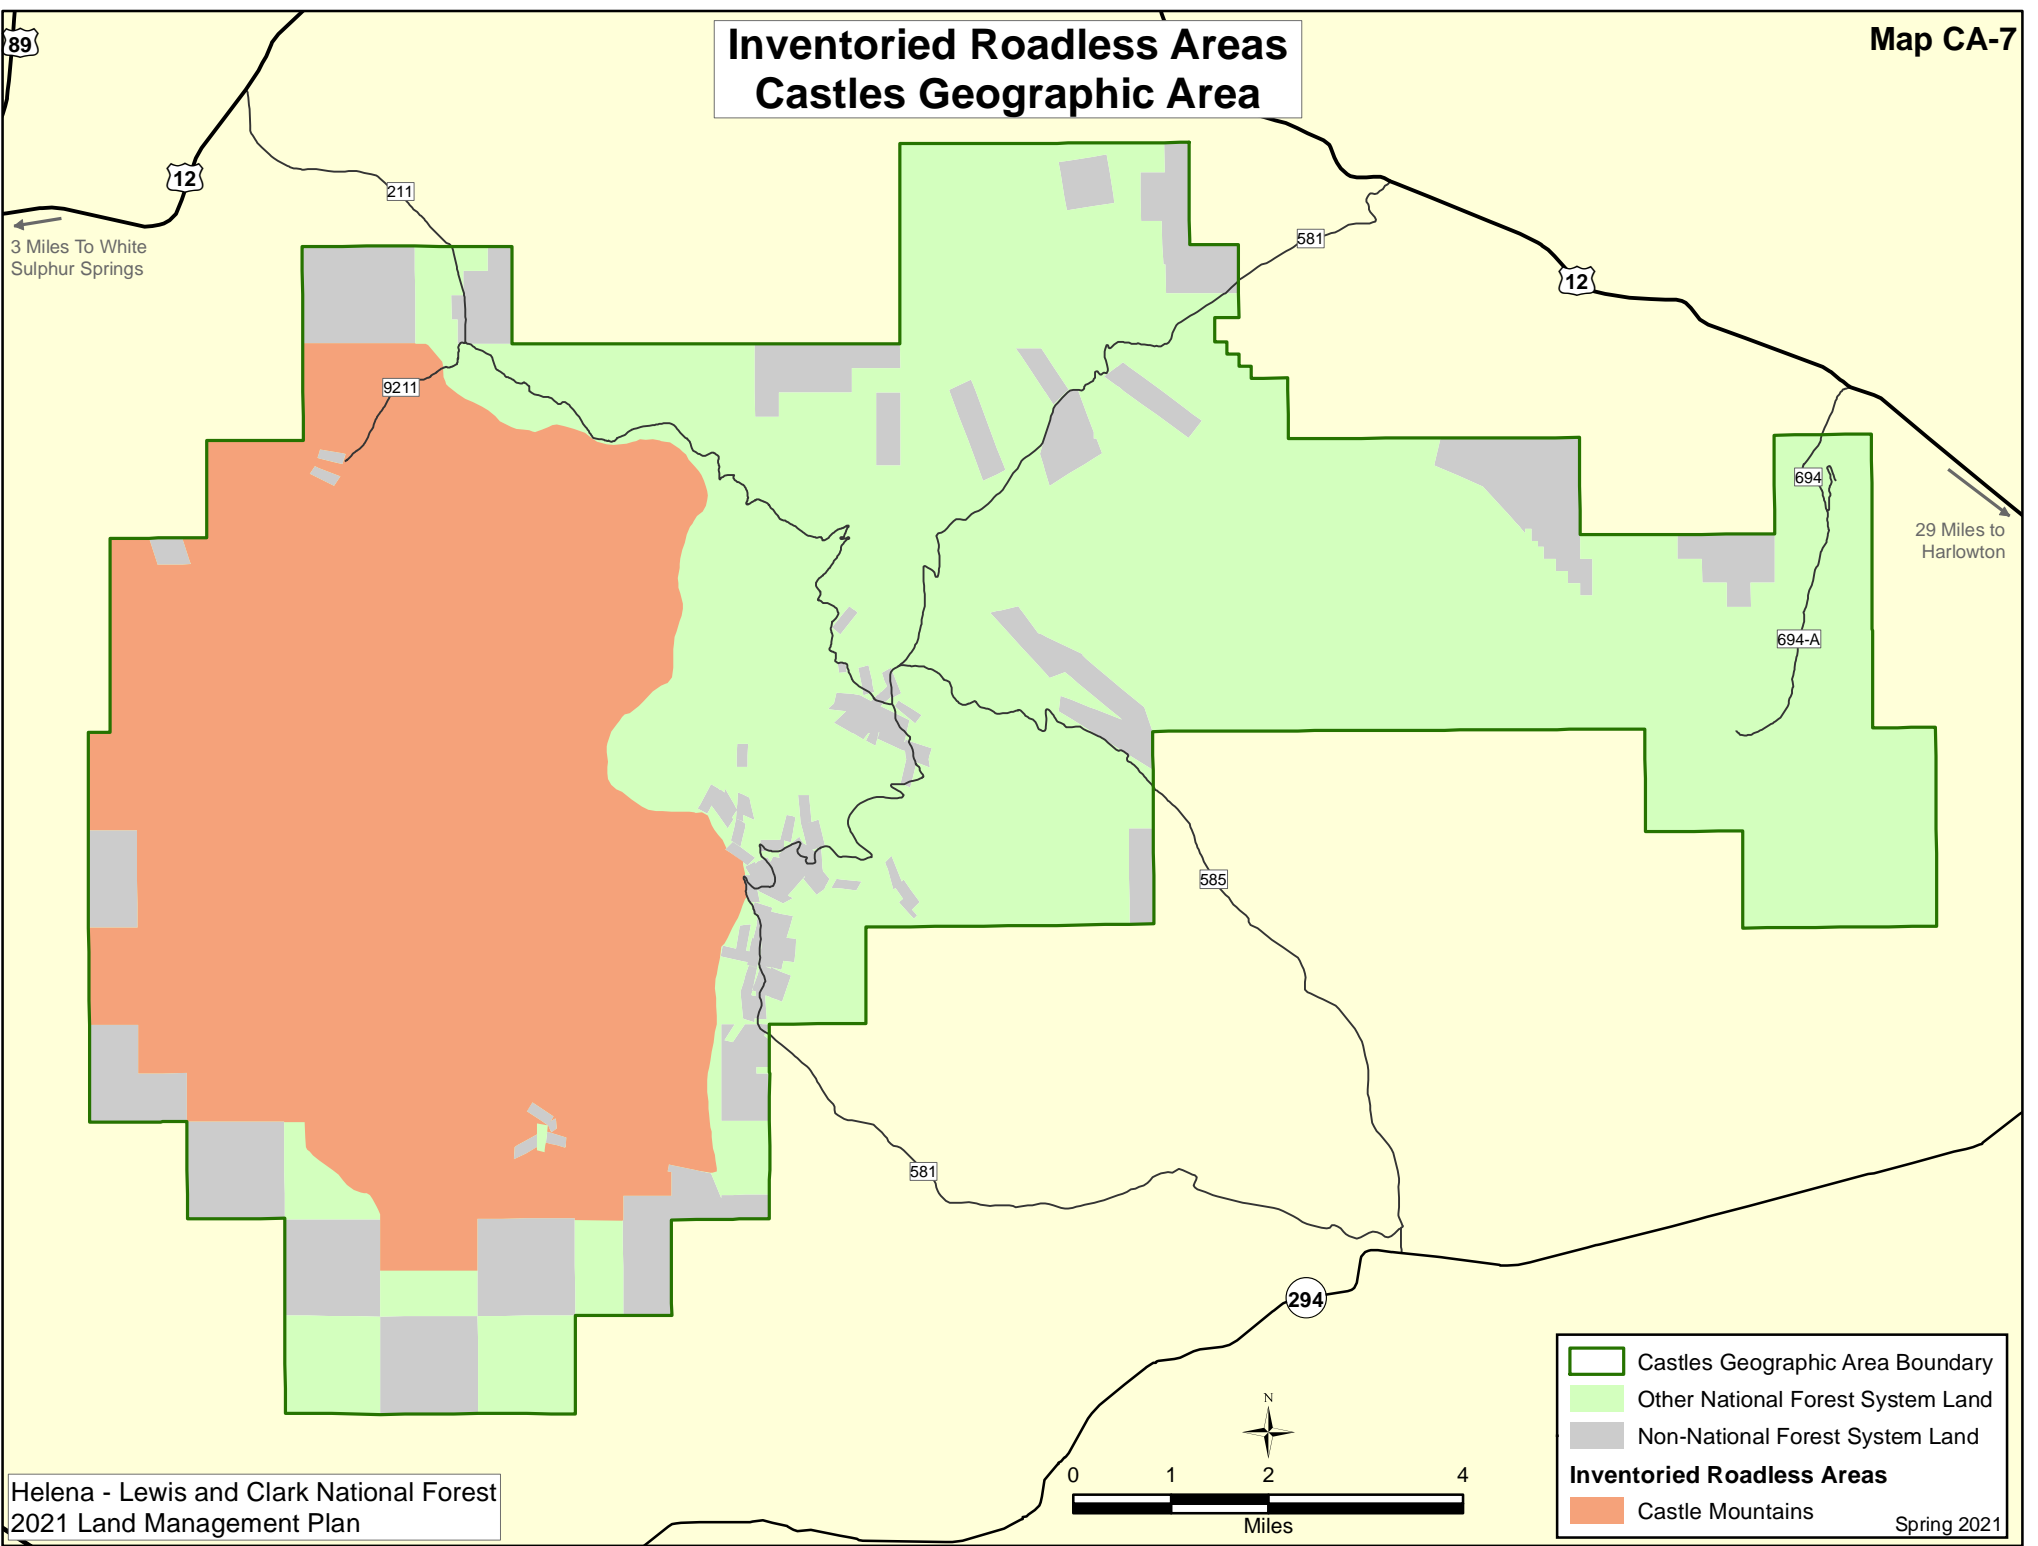 Inventoried Roadless Areas
Castles Geographic Area
Map CA-7
89
12
211
3 Miles To White
Sulphur Springs
581
12
9211
694
29 Miles to
Harlowton
694-A
585
581
294
N
0 1 2 4
Miles
Castles Geographic Area Boundary
Other National Forest System Land
Non-National Forest System Land
Inventoried Roadless Areas
Castle Mountains
Spring 2021
Helena - Lewis and Clark National Forest
2021 Land Management Plan